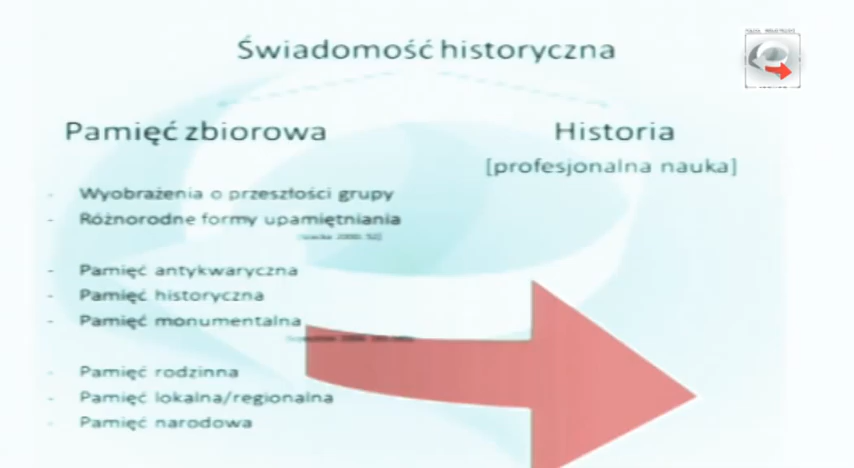 Świadomość historyczna
Pamięć zbiorowa
Historia
[profesjonalna nauka]
- Wyobrażenia o przeszłości grupy
- Różnorodne formy upamiętniania
- Pamięć antykwaryczna
- Pamięć historyczna
- Pamięć monumentalna
- Pamięć rodzinna
- Pamięć lokalna/regionalna
- Pamięć narodowa